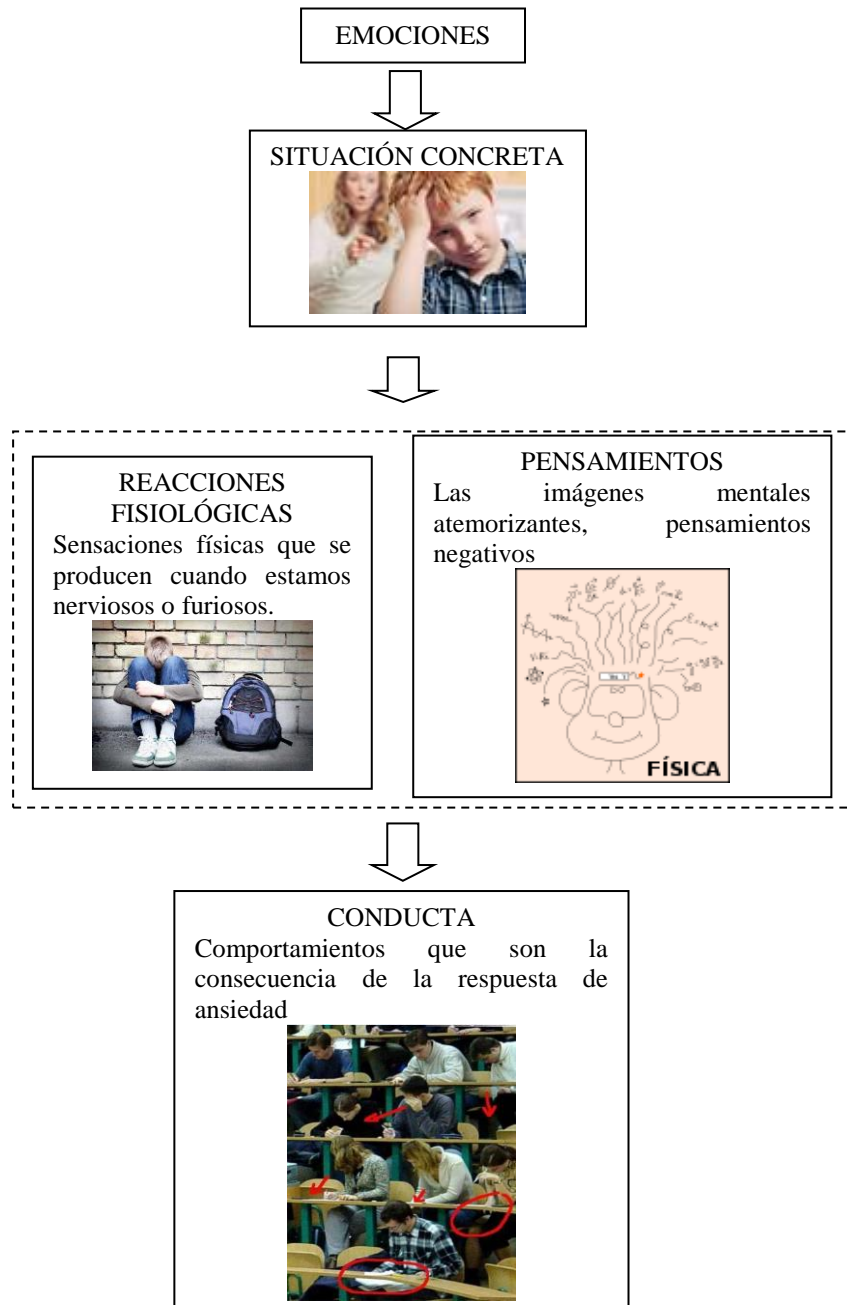 EMOCIONES
SITUACIÓN CONCRETA
REACCIONES
FISIOLÓGICAS
Sensaciones físicas que se
producen cuando estamos
nerviosos o furiosos.
PENSAMIENTOS
Las imágenes mentales
atemorizantes, pensamientos
negativos
FÍSICA
CONDUCTA
Comportamientos que son la
consecuencia de la respuesta de
ansiedad